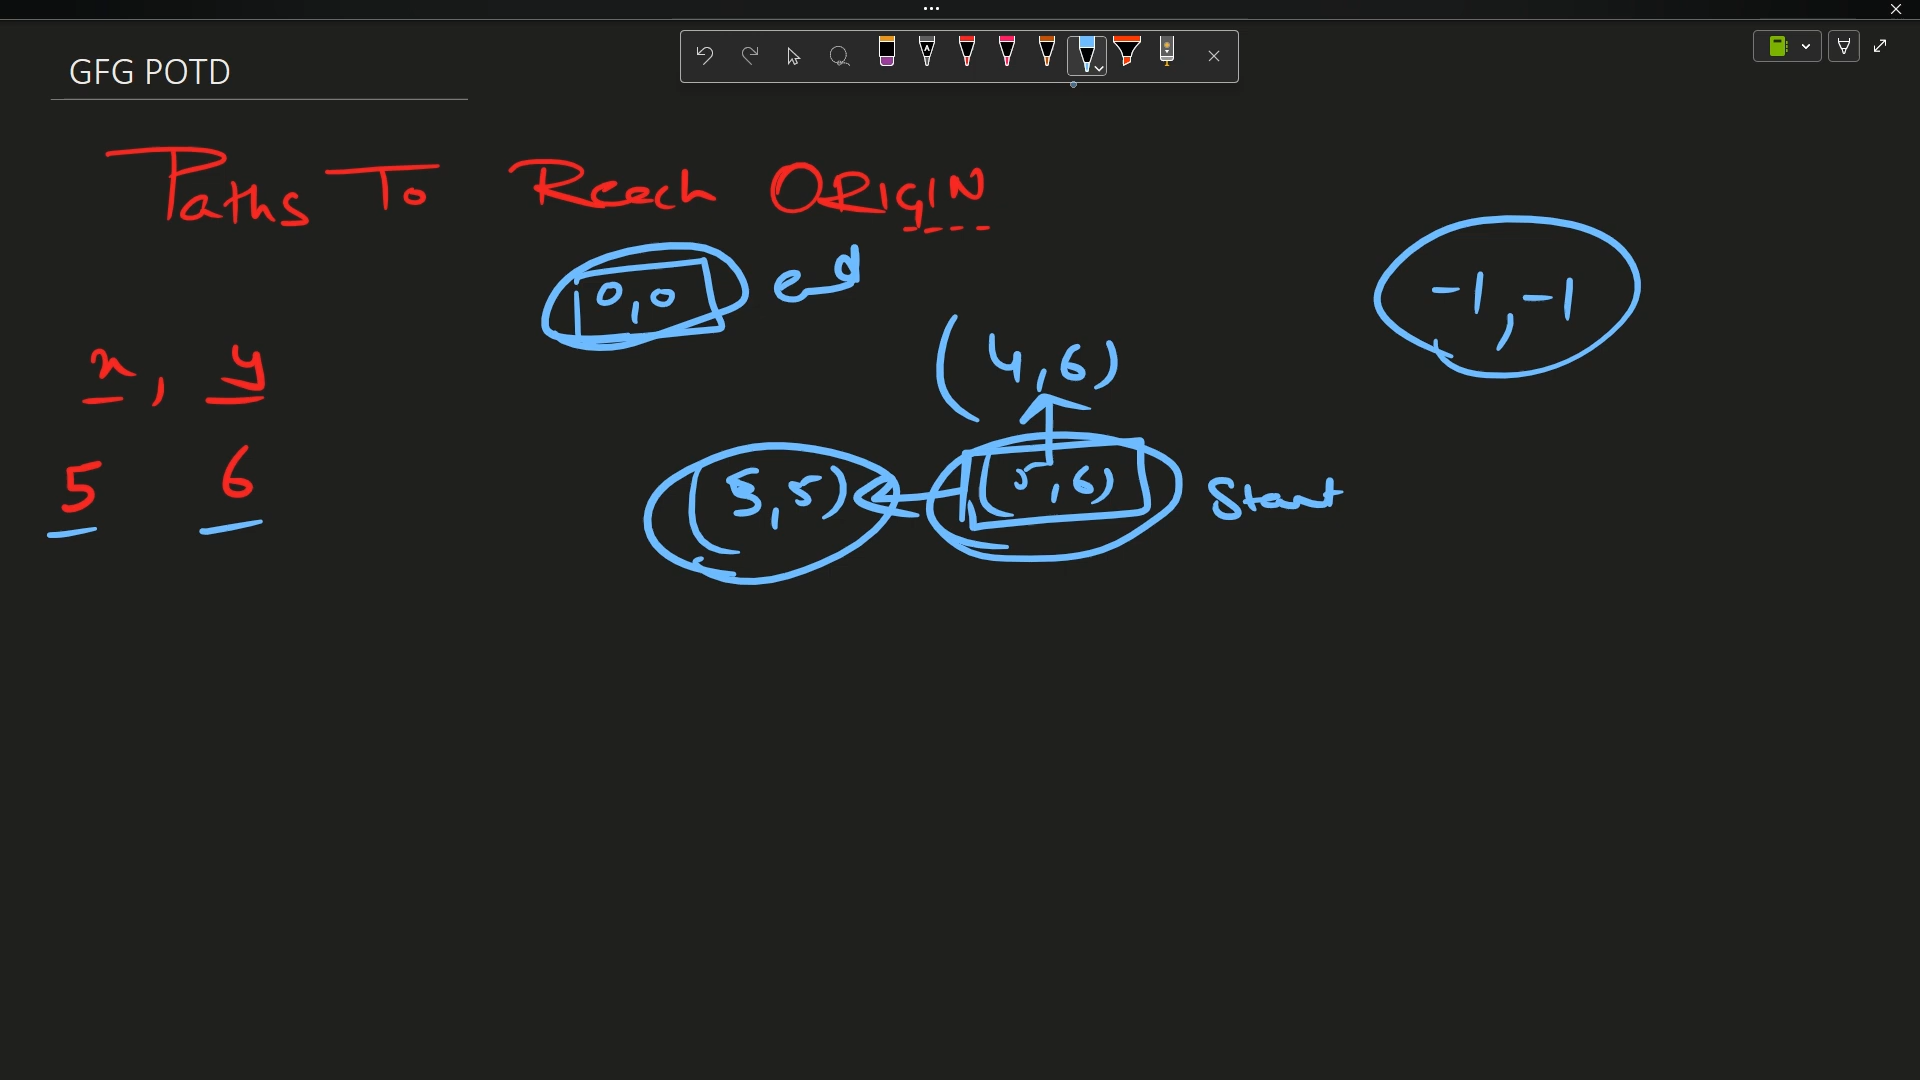 GFG POTD
Paths To Reach ORIGIN
0,0 end
-1,-1
x, y
(4,6)
5 6
(5,5) (5,6) Start